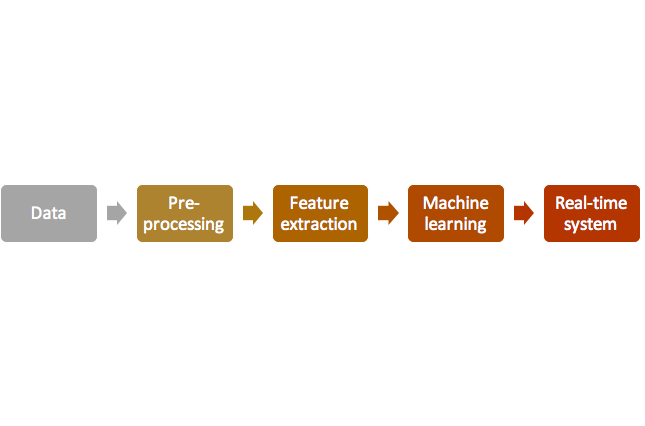 Data
Pre-
processing
Feature
extraction
Machine
learning
Real-time
system